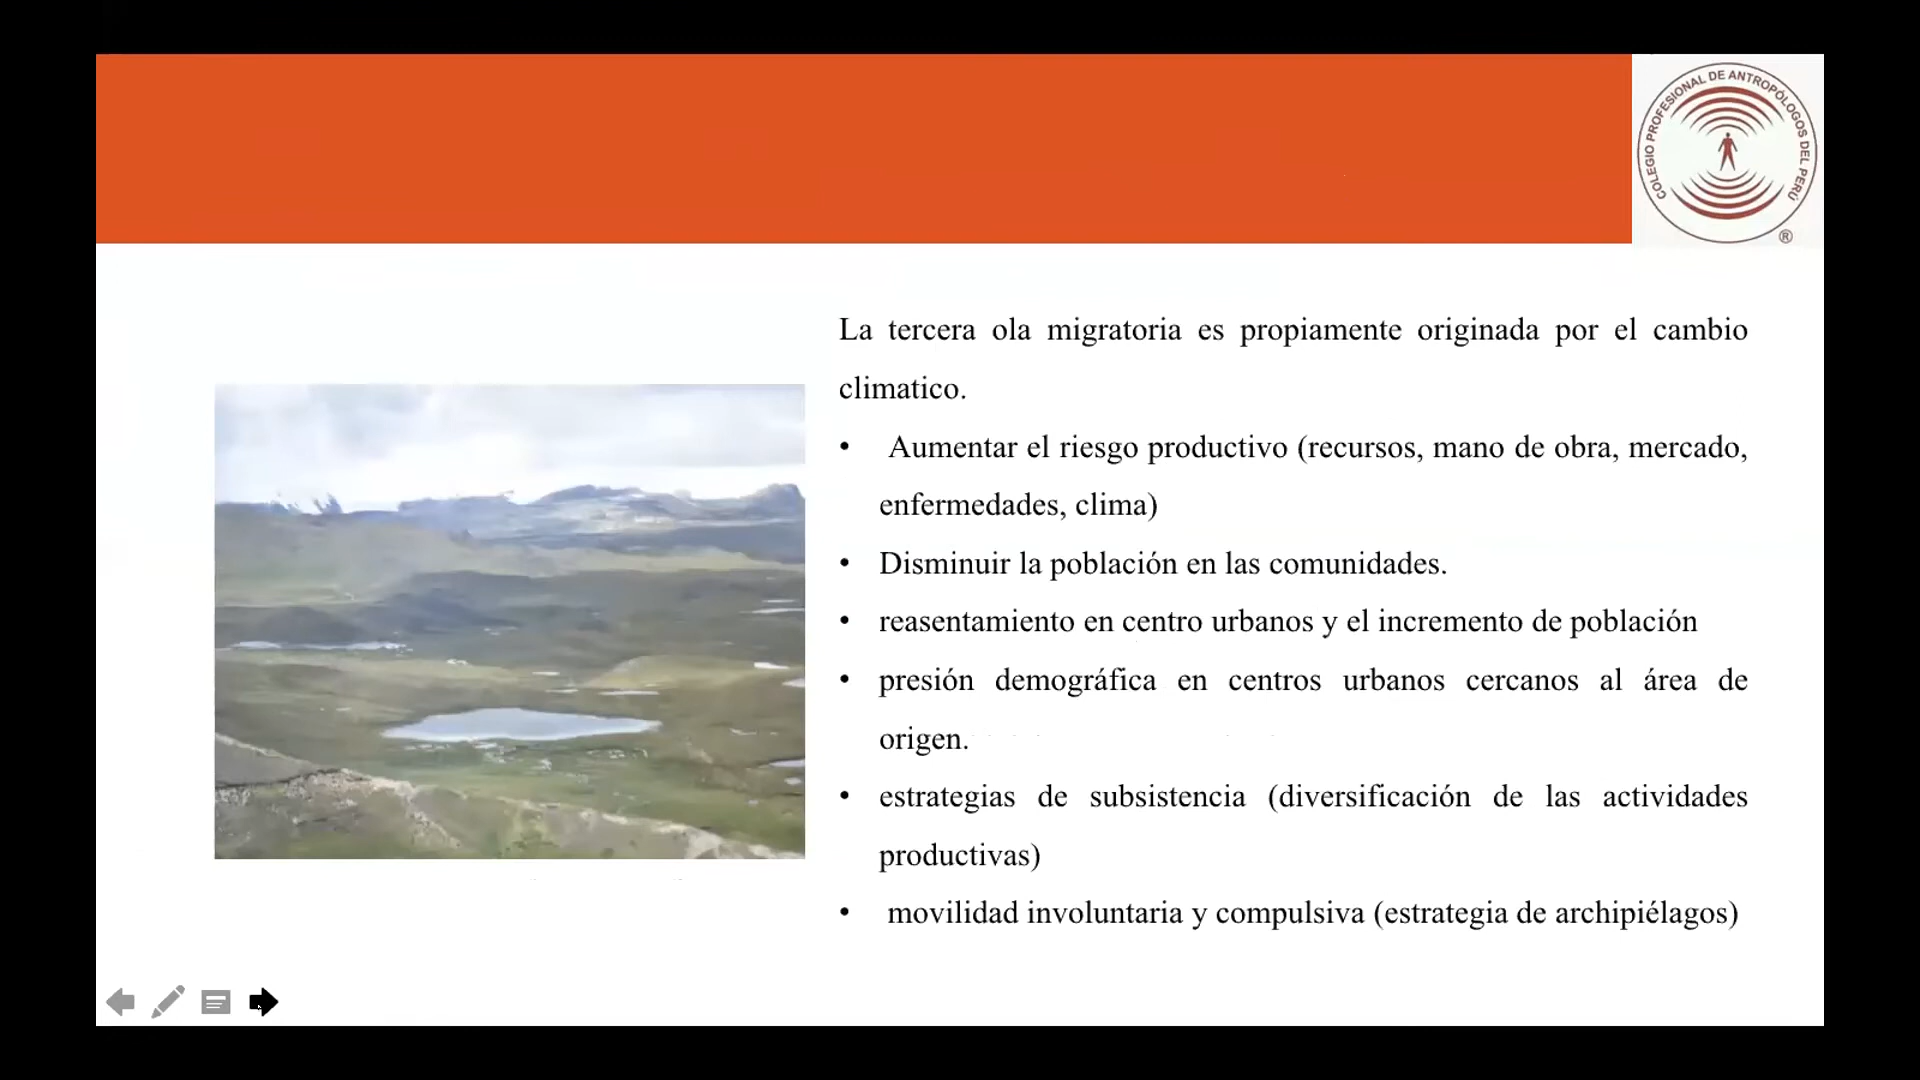 COLEGIO PROFESIONAL DE ANTROPÓLOGOS DEL PERÚ
®
La tercera ola migratoria es propiamente originada por el cambio
climatico.
• Aumentar el riesgo productivo (recursos, mano de obra, mercado,
enfermedades, clima)
• Disminuir la población en las comunidades.
• reasentamiento en centro urbanos y el incremento de población
• presión demográfica en centros urbanos cercanos al área de
origen.
• estrategias de subsistencia (diversificación de las actividades
productivas)
• movilidad involuntaria y compulsiva (estrategia de archipiélagos)